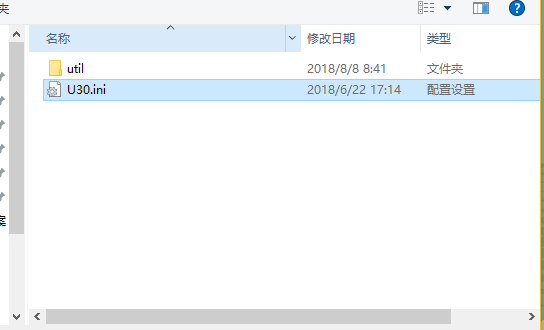 夹
名称 修改日期 类型
util 2018/8/8 8:41 文件夹
U30.ini 2018/6/22 17:14 配置设置
案